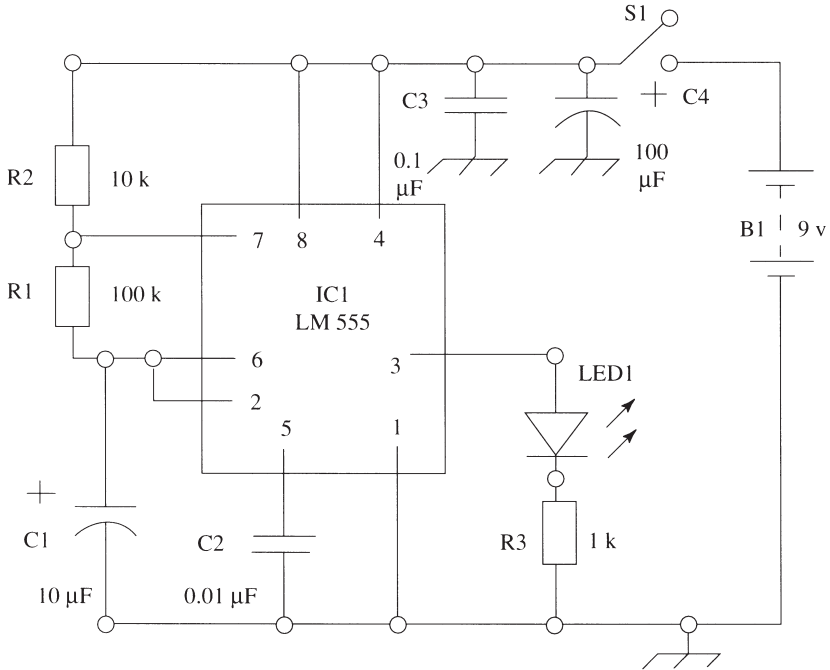 S1
C3
C4
0.1
µF
100
µF
R2
10 k
B1
9 v
7
8
4
R1
100 k
IC1
LM 555
6
3
LED1
2
5
1
C1
C2
R3
1 k
10 µF
0.01 µF